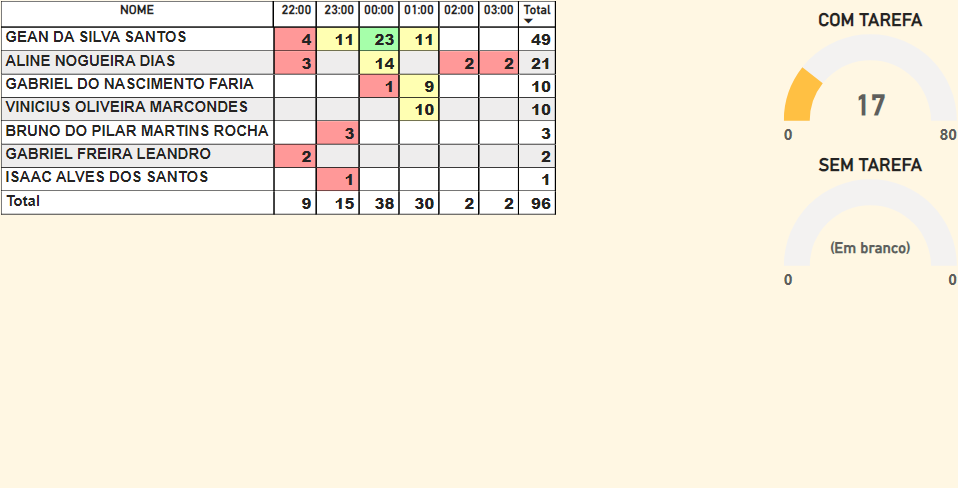 NOME 22:00 23:00 00:00 01:00 02:00 03:00 Total
GEAN DA SILVA SANTOS 4 11 23 11 49
ALINE NOGUEIRA DIAS 3 14 2 2 21
GABRIEL DO NASCIMENTO FARIA 1 9 10
VINICIUS OLIVEIRA MARCONDES 10 10
BRUNO DO PILAR MARTINS ROCHA 3 3
GABRIEL FREIRA LEANDRO 2 2
ISAAC ALVES DOS SANTOS 1 1
Total 9 15 38 30 2 2 96
COM TAREFA
17
0 80
SEM TAREFA
(Em branco)
0 0